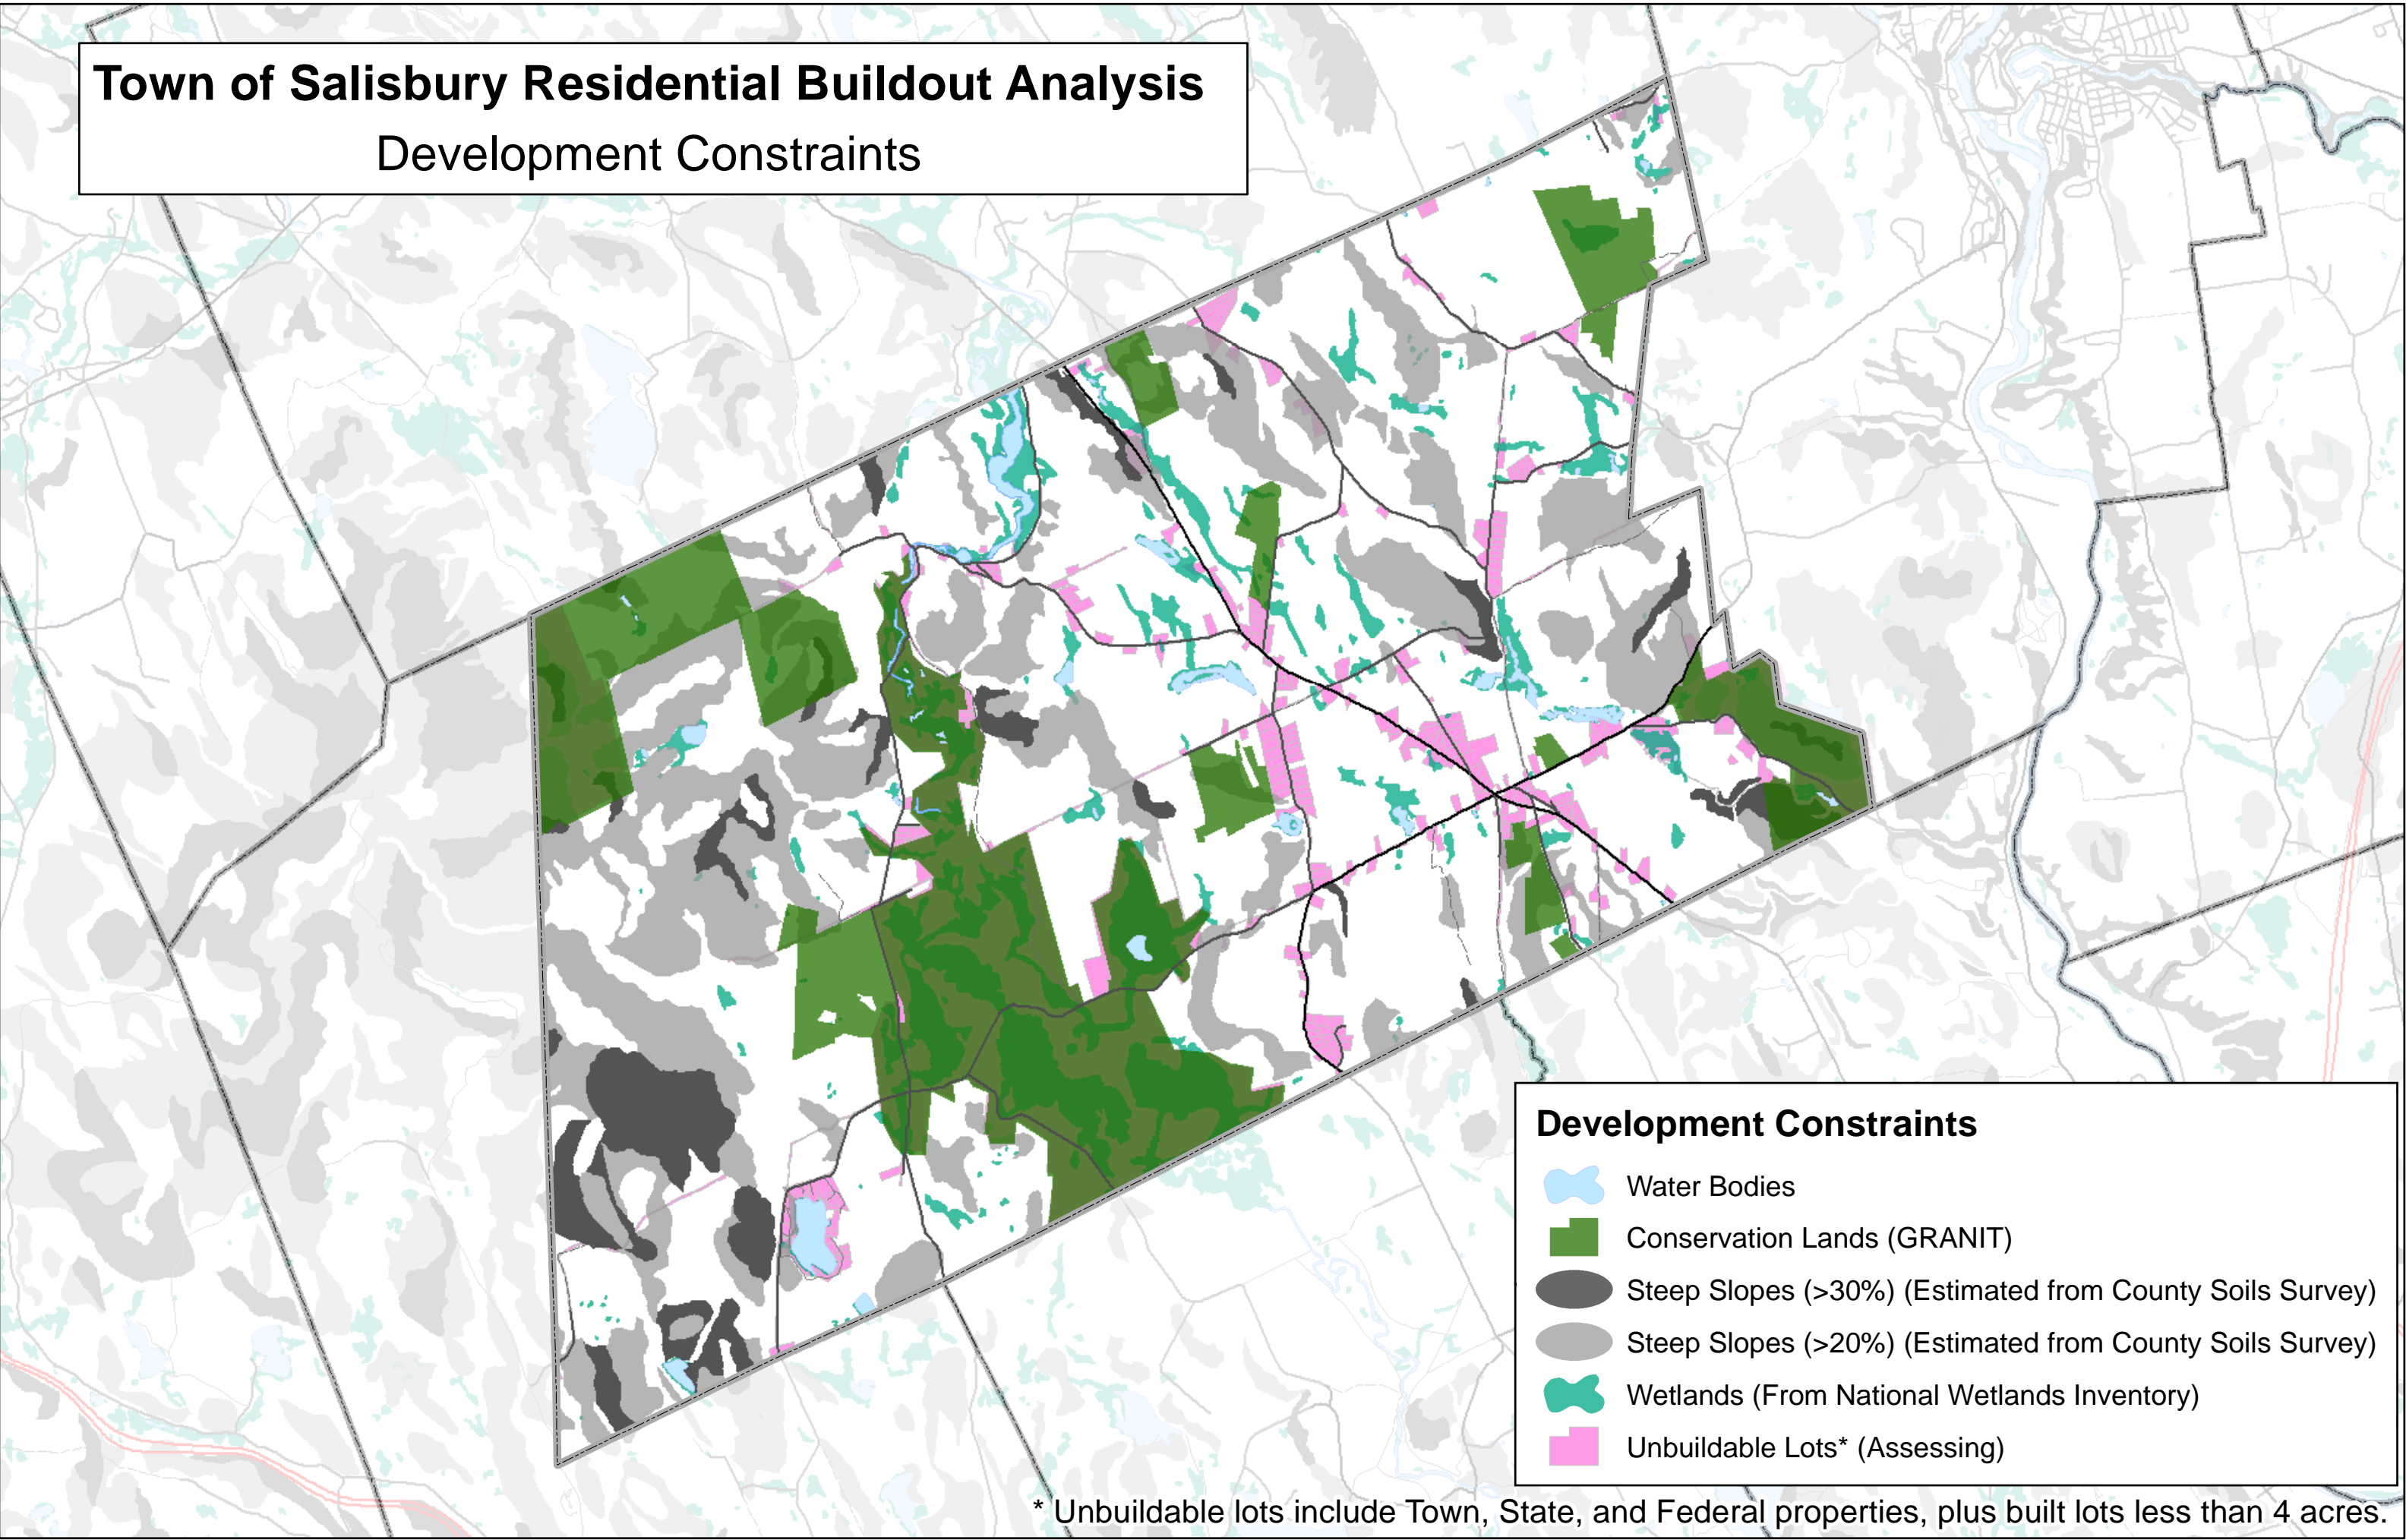 Town of Salisbury Residential Buildout Analysis
Development Constraints
Development Constraints
Water Bodies
Conservation Lands (GRANIT)
Steep Slopes (>30%) (Estimated from County Soils Survey)
Steep Slopes (>20%) (Estimated from County Soils Survey)
Wetlands (From National Wetlands Inventory)
Unbuildable Lots* (Assessing)
* Unbuildable lots include Town, State, and Federal properties, plus built lots less than 4 acres.